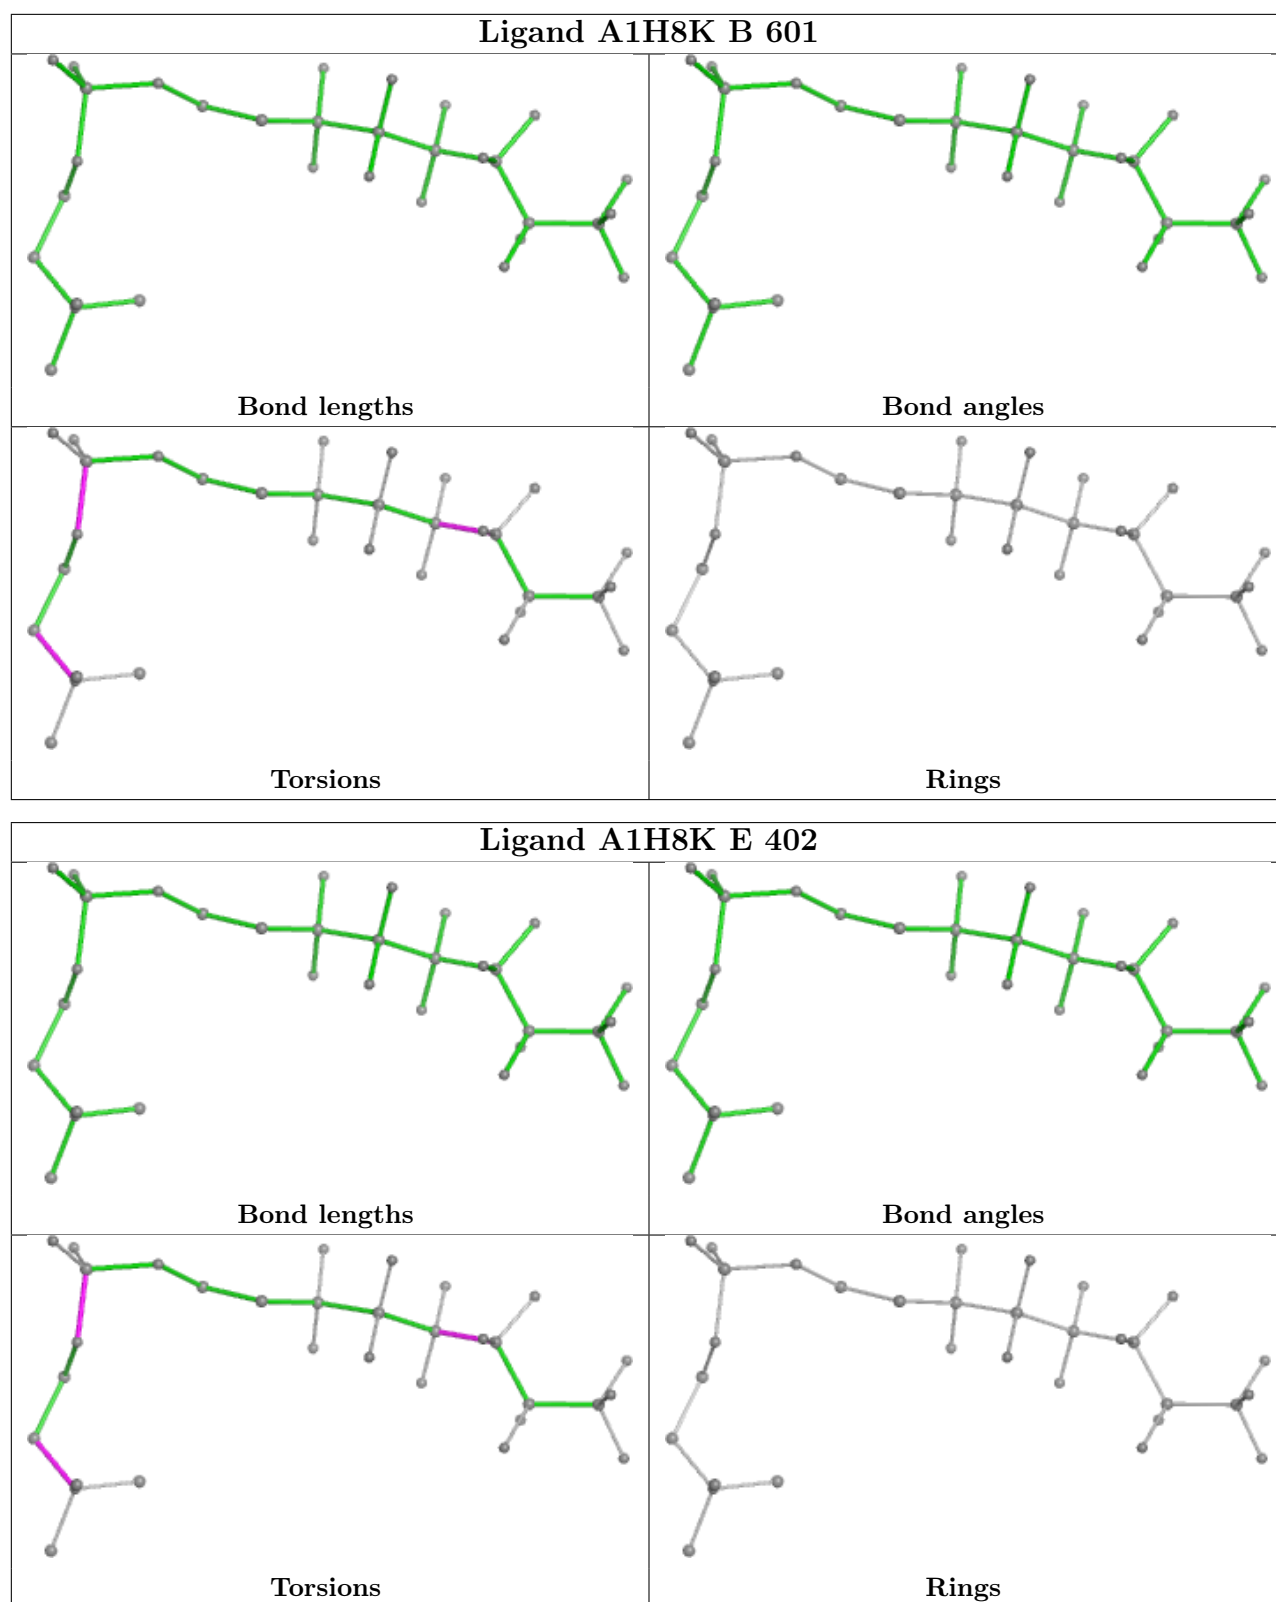 Ligand A1H8K B 601
Bond lengths
Bond angles
Torsions
Rings
Ligand A1H8K E 402
Bond lengths
Bond angles
Torsions
Rings